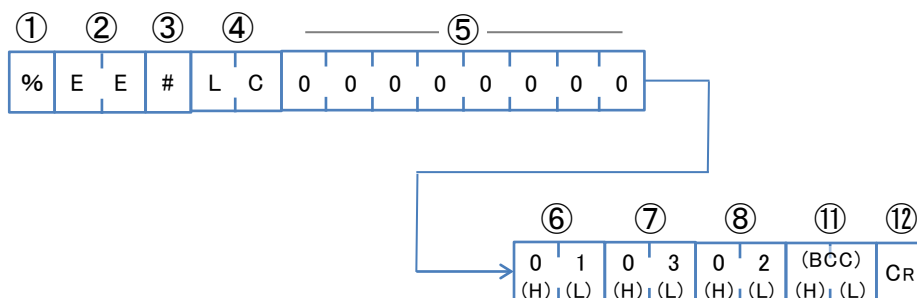 ① ② ③ ④ ⑤
% E E # L C 0 0 0 0 0 0 0 0
⑥ ⑦ ⑧ ⑪ ⑫
0 1 0 3 0 2 (BCC) CR
(H) (L) (H) (L) (H) (L) (H) (L)